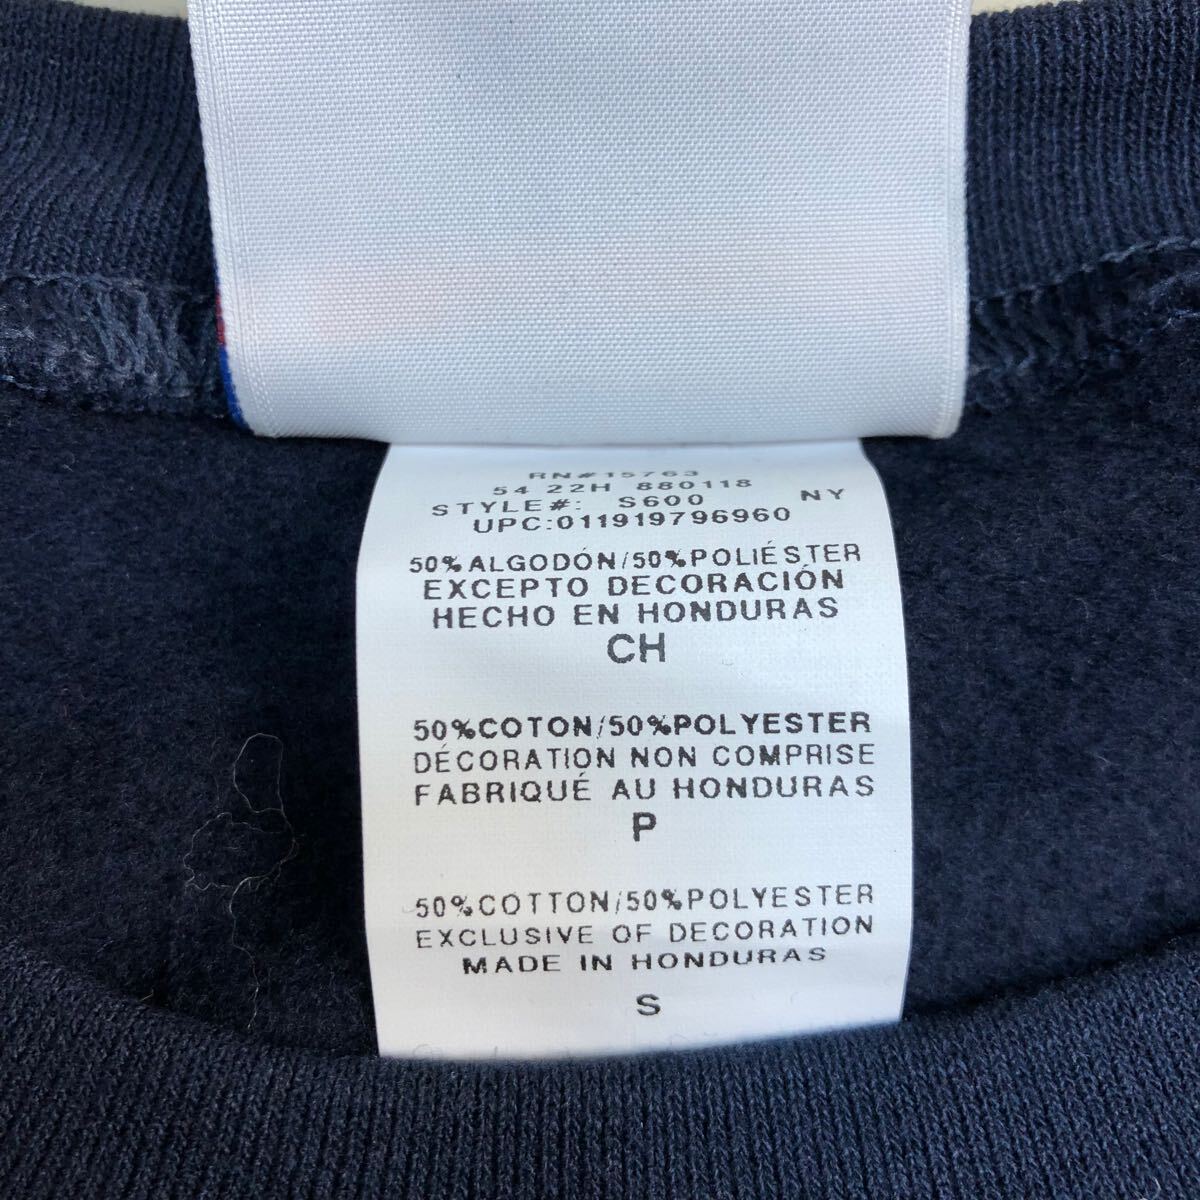 RN#15763
54 22H 880118
STYLE#: S600 NY
UPC:011919796960
50%ALGODÓN/50%POLIÉSTER
EXCEPTO DECORACIÓN
HECHO EN HONDURAS
CH
50%COTON/50%POLYESTER
DÉCORATION NON COMPRISE
FABRIQUÉ AU HONDURAS
P
50%COTTON/50%POLYESTER
EXCLUSIVE OF DECORATION
MADE IN HONDURAS
S